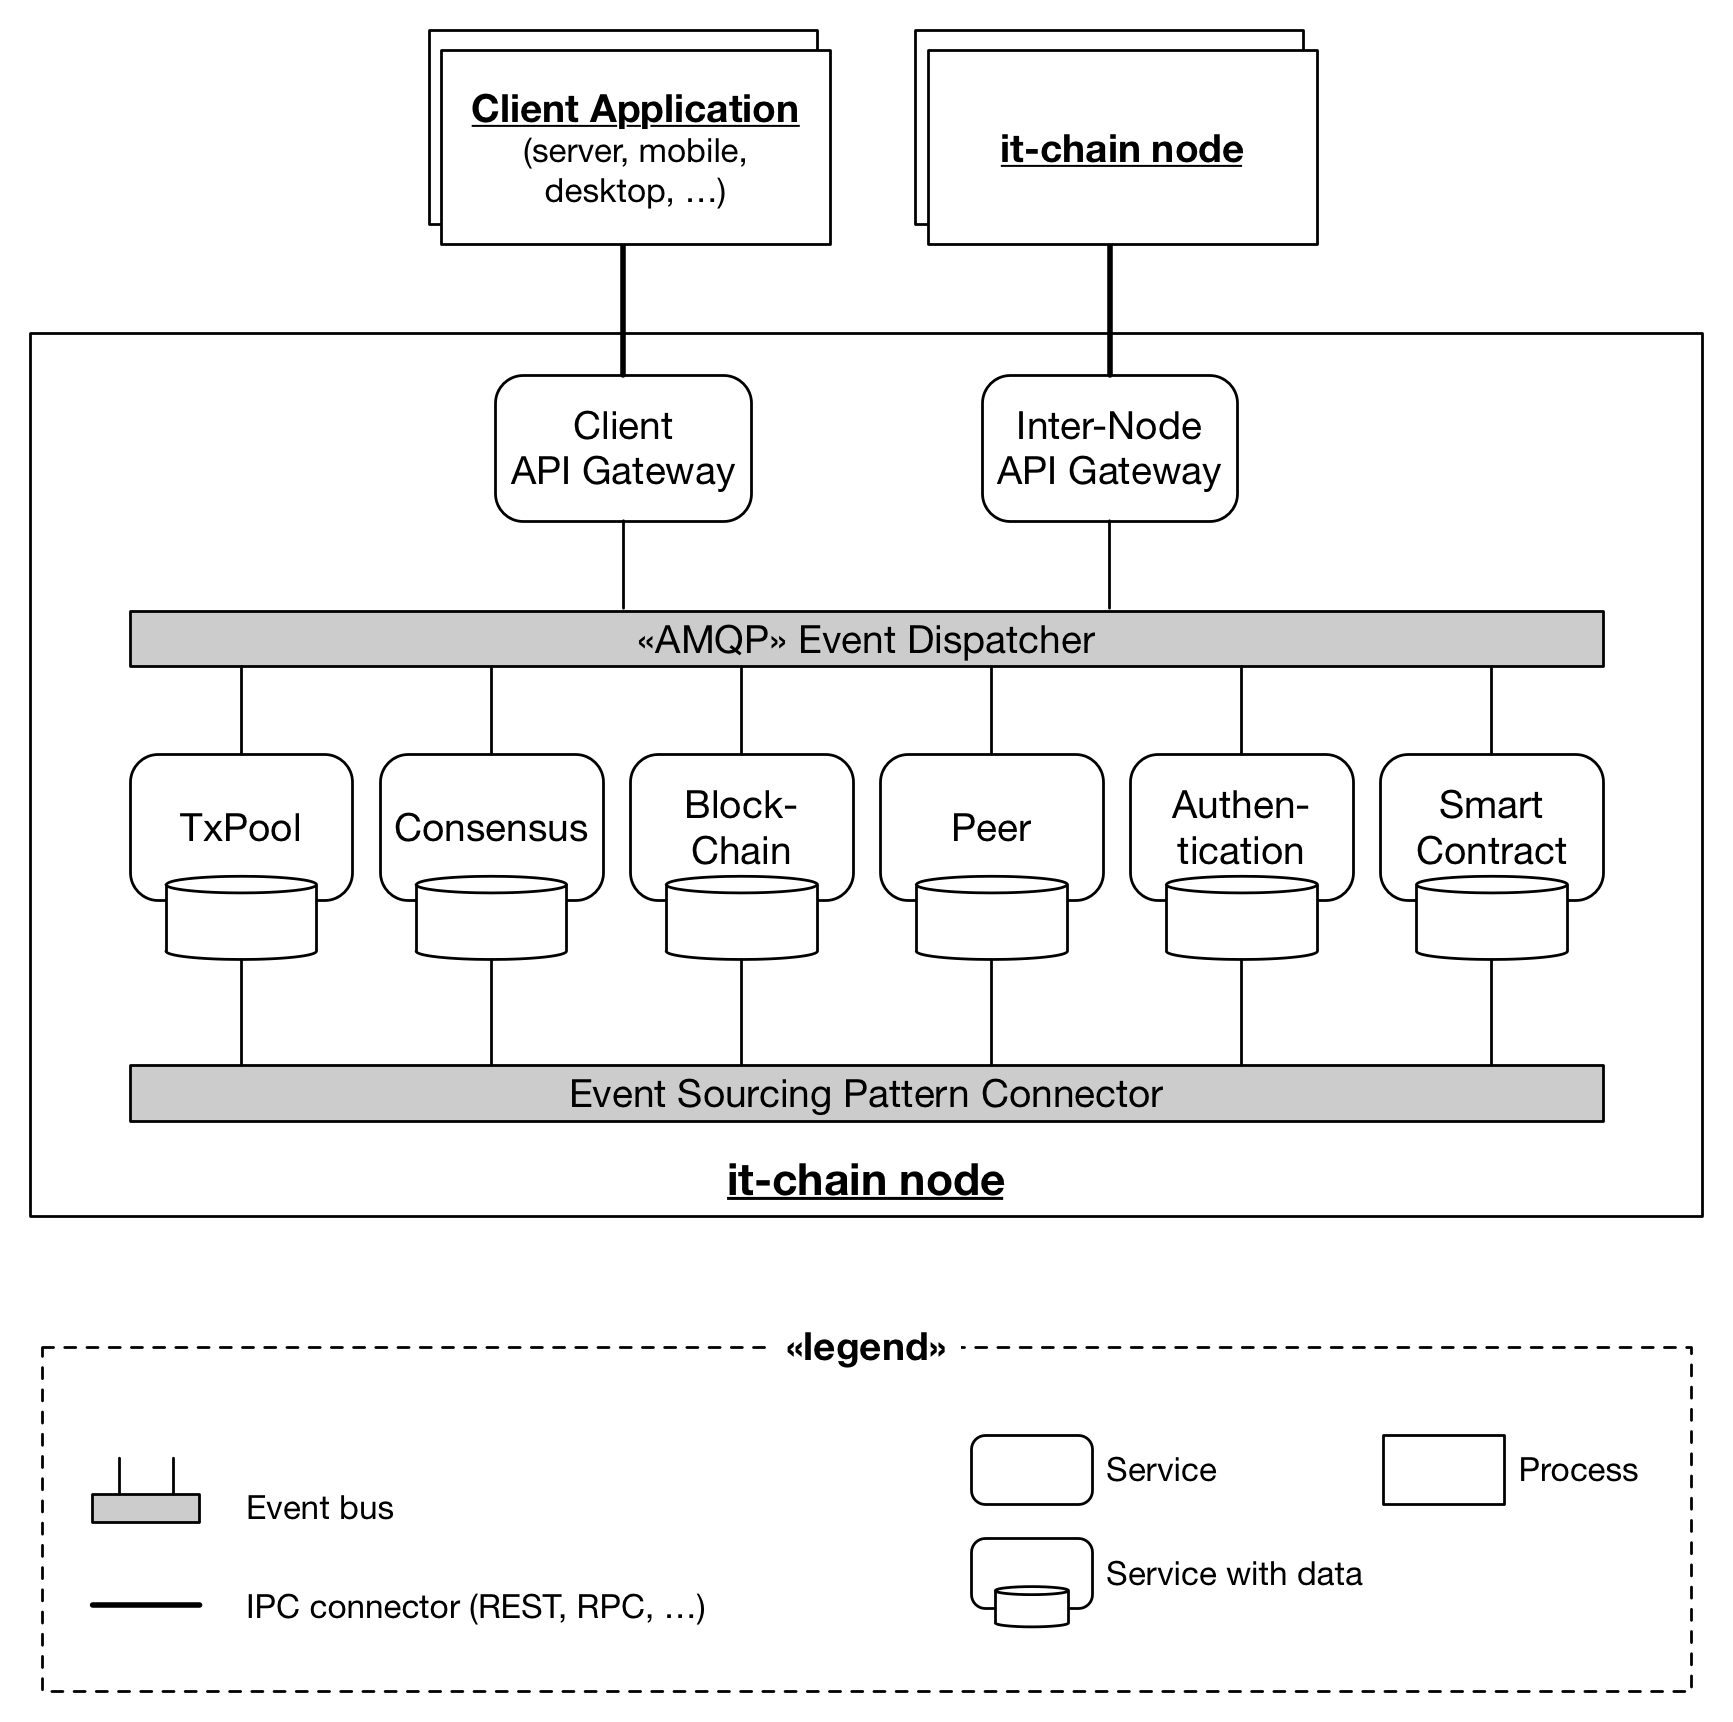 Client Application
(server, mobile,
desktop, …)
it-chain node
Client
API Gateway
Inter-Node
API Gateway
«AMQP» Event Dispatcher
TxPool
Consensus
Block-
Chain
Peer
Authen-
tication
Smart
Contract
Event Sourcing Pattern Connector
it-chain node
«legend»
Event bus
IPC connector (REST, RPC, …)
Service
Process
Service with data